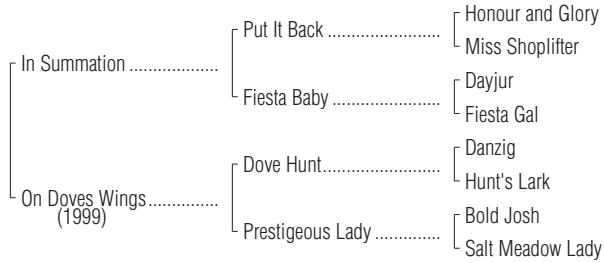 Honour and Glory
Put It Back ......................
Miss Shoplifter
In Summation .................
Dayjur
Fiesta Baby .....................
Fiesta Gal
Danzig
Dove Hunt.......................
Hunt's Lark
On Doves Wings.............
(1999)
Bold Josh
Prestigeous Lady .............
Salt Meadow Lady